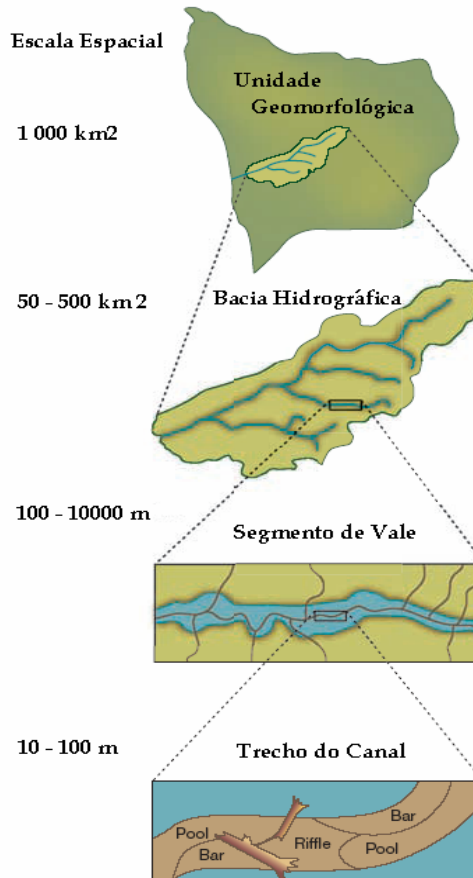 Escala Espacial
Unidade
Geomorfológica
1 000 km2
50 - 500 km2
Bacia Hidrográfica
100 - 10000 m
Segmento de Vale
10 - 100 m
Trecho do Canal
Bar
Pool
Riffle
Bar
Pool